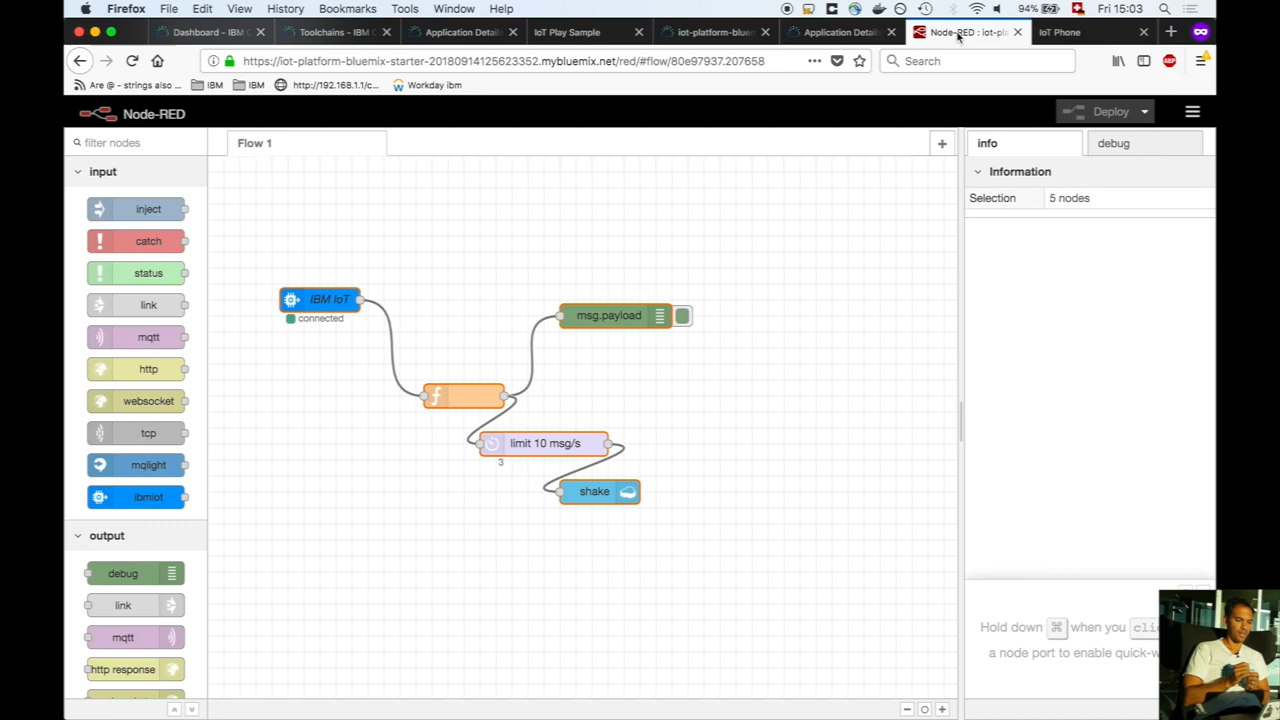 Firefox File Edit View History Bookmarks Tools Window Help 94% Fri 15:03
Dashboard - IBM C Toolchains - IBM C Application Details IoT Play Sample iot-platform-bluem Application Details Node-RED : iot-pla IoT Phone
https://iot-platform-bluemix-starter-20180914125623352.mybluemix.net/red/#flow/80e97937.207658 Search
Are @ - strings also ... IBM IBM http://192.168.1.1/c... Workday ibm
Node-RED Deploy
filter nodes Flow 1 info debug
input Information
inject Selection 5 nodes
catch
status
link IBM IoT
connected
mqtt msg.payload
http
websocket f
tcp limit 10 msg/s
3
mqlight
ibmiot shake
output
debug
link
mqtt Hold down ⌘ when you clic
http response a node port to enable quick-w